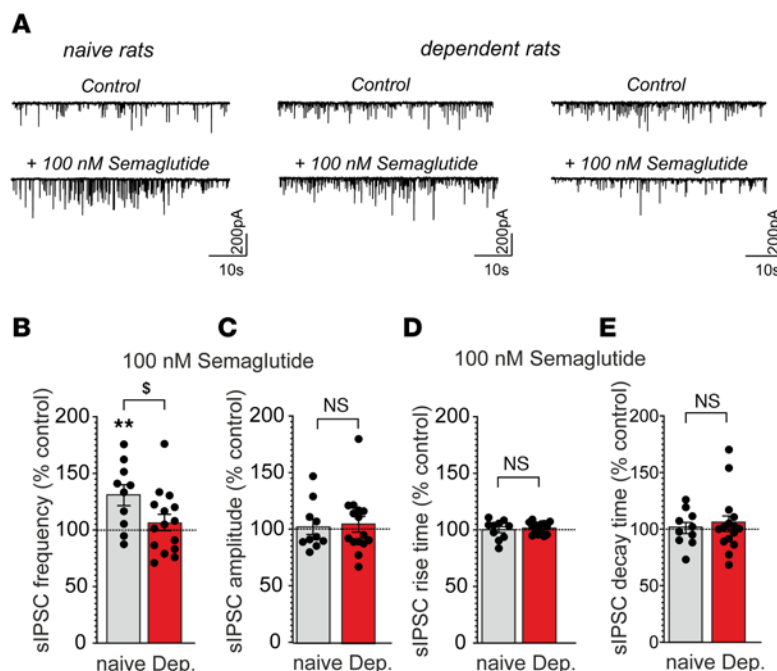 A
naive rats
dependent rats
Control
Control
Control
+ 100 nM Semaglutide
+ 100 nM Semaglutide
+ 100 nM Semaglutide
200pA
10s
200pA
10s
200pA
10s
B
C
D
E
100 nM Semaglutide
100 nM Semaglutide
sIPSC frequency (% control)
200
150
100
50
0
$
**
naive Dep.
sIPSC amplitude (% control)
200
150
100
50
0
NS
naive Dep.
sIPSC rise time (% control)
200
150
100
50
0
NS
naive Dep.
sIPSC decay time (% control)
200
150
100
50
0
NS
naive Dep.